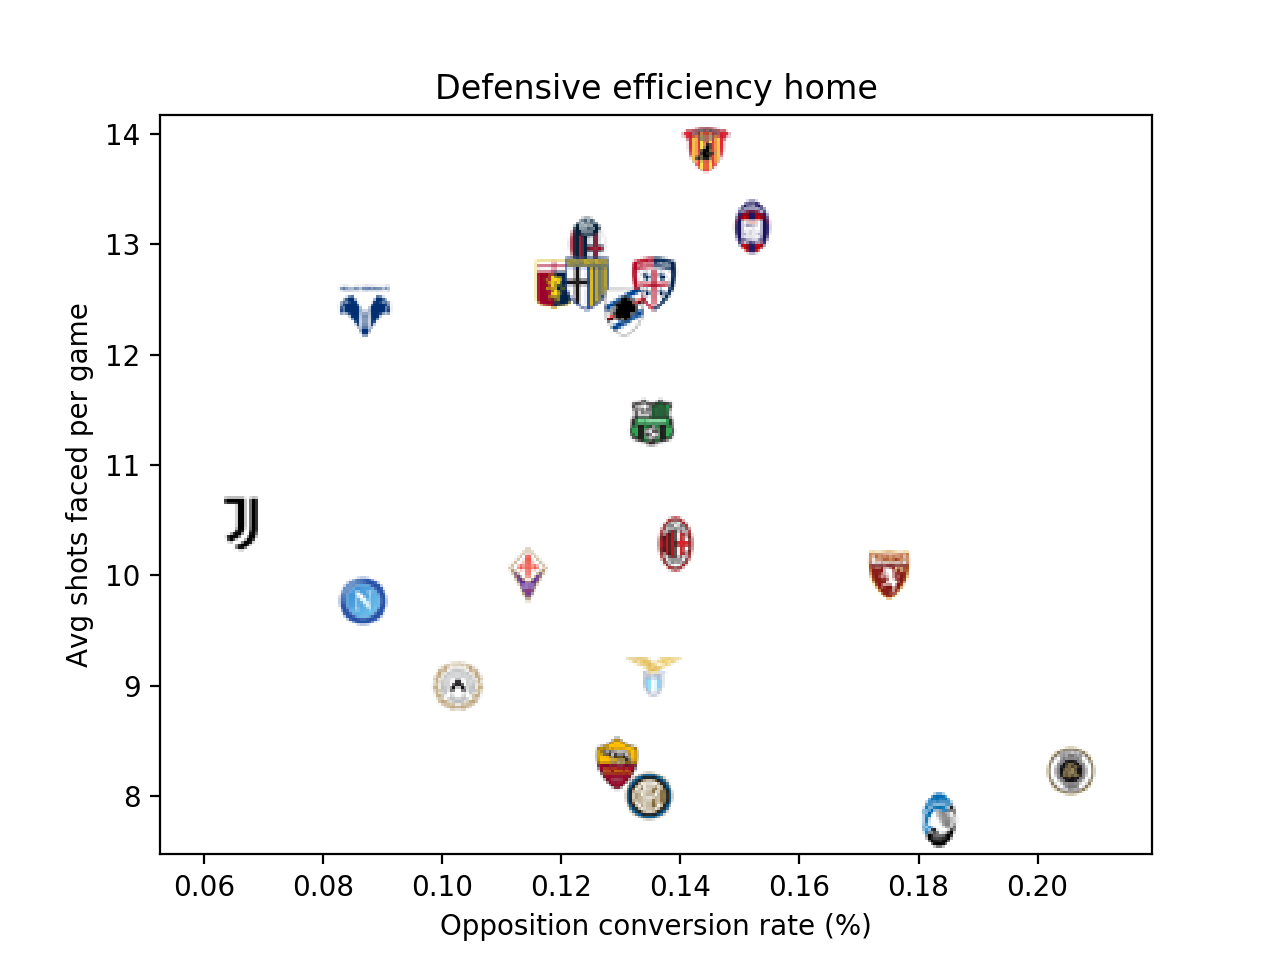 Defensive efficiency home
14
13
12
11
10
9
8
Avg shots faced per game
0.06 0.08 0.10 0.12 0.14 0.16 0.18 0.20
Opposition conversion rate (%)